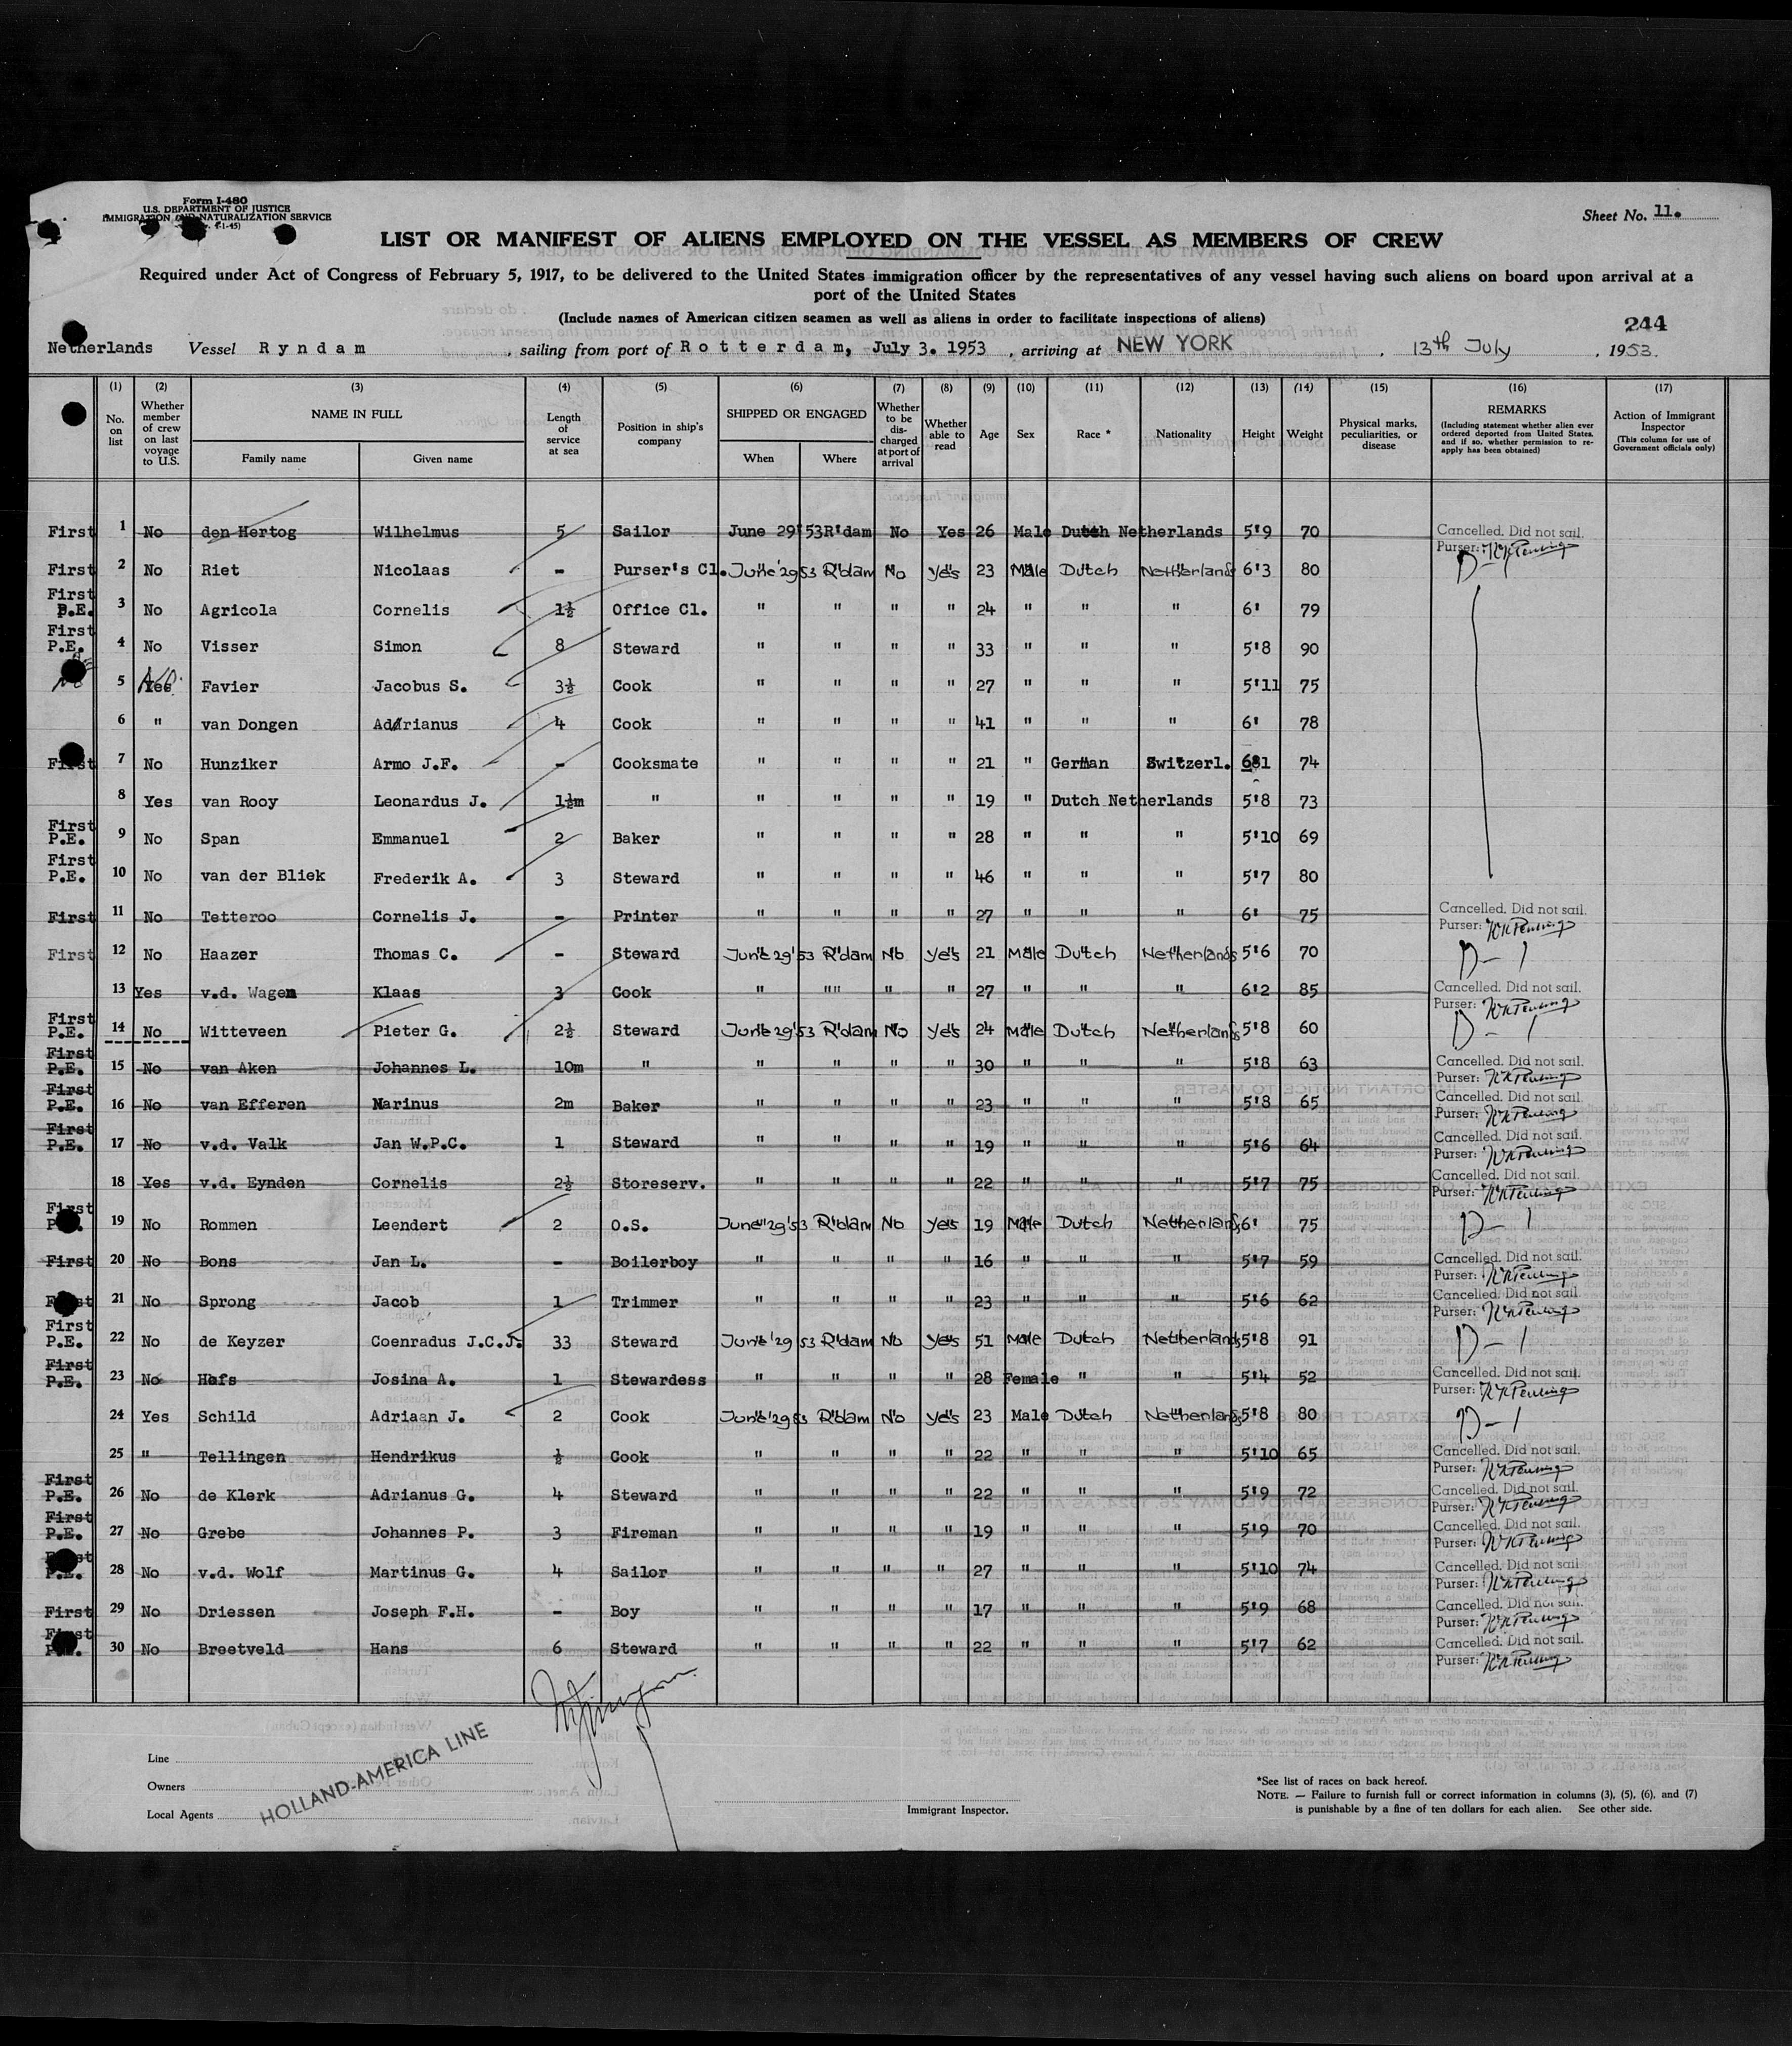 Form I-480
U.S. DEPARTMENT OF JUSTICE
IMMIGRATION AND NATURALIZATION SERVICE
4-1-45)
Sheet No. 11.
LIST OR MANIFEST OF ALIENS EMPLOYED ON THE VESSEL AS MEMBERS OF CREW
Required under Act of Congress of February 5, 1917, to be delivered to the United States immigration officer by the representatives of any vessel having such aliens on board upon arrival at a
port of the United States
(Include names of American citizen seamen as well as aliens in order to facilitate inspections of aliens)
244
Netherlands Vessel Ryndam, sailing from port of Rotterdam, July 3. 1953, arriving at NEW YORK, 13th July, 1953.
(1) (2) (3) (4) (5) (6) (7) (8) (9) (10) (11) (12) (13) (14) (15) (16) (17)
No. on list
Whether member of crew on last voyage to U.S.
NAME IN FULL
Family name Given name
Length of service at sea
Position in ship's company
SHIPPED OR ENGAGED
When Where
Whether to be discharged at port of arrival
Whether able to read
Age
Sex
Race *
Nationality
Height
Weight
Physical marks, peculiarities, or disease
REMARKS
(Including statement whether alien ever ordered deported from United States, and if so, whether permission to reapply has been obtained)
Action of Immigrant Inspector
(This column for use of Government officials only)
First 1 No den Hertog Wilhelmus 5 Sailor June 29'53 R'dam No Yes 26 Male Dutch Netherlands 5'9 70 Cancelled. Did not sail. Purser:
First 2 No Riet Nicolaas - Purser's Cl. June 29'53 R'dam No yes 23 Male Dutch Netherlands 6'3 80 D-1
First P.E. 3 No Agricola Cornelis 1½ Office Cl. " " " " 24 " " " 6' 79
First P.E. 4 No Visser Simon 8 Steward " " " " 33 " " " 5'8 90
5 Yes No. Favier Jacobus S. 3½ Cook " " " " 27 " " " 5'11 75
6 " van Dongen Adrianus 4 Cook " " " " 41 " " " 6' 78
First 7 No Hunziker Armo J.F. - Cooksmate " " " " 21 " German Switzerl. 6'1 74
8 Yes van Rooy Leonardus J. 1½m " " " " " 19 " Dutch Netherlands 5'8 73
First P.E. 9 No Span Emmanuel 2 Baker " " " " 28 " " " 5'10 69
First P.E. 10 No van der Bliek Frederik A. 3 Steward " " " " 46 " " " 5'7 80
First 11 No Tetteroo Cornelis J. - Printer " " " " 27 " " " 6' 75 Cancelled. Did not sail. Purser:
First 12 No Haazer Thomas C. - Steward June 29'53 R'dam No yes 21 Male Dutch Netherlands 5'6 70 D-1
13 Yes v.d. Wagen Klaas 3 Cook " "" " " 27 " " " 6'2 85 Cancelled. Did not sail. Purser:
First P.E. 14 No Witteveen Pieter G. 2½ Steward June 29'53 R'dam No yes 24 Male Dutch Netherlands 5'8 60 D-1
First P.E. 15 No van Aken Johannes L. 10m " " " " " 30 " " " 5'8 63 Cancelled. Did not sail. Purser:
First P.E. 16 No van Efferen Marinus 2m Baker " " " " 23 " " " 5'8 65 Cancelled. Did not sail. Purser:
First P.E. 17 No v.d. Valk Jan W.P.C. 1 Steward " " " " 19 " " " 5'6 64 Cancelled. Did not sail. Purser:
18 Yes v.d. Eynden Cornelis 2½ Storeserv. " " " " 22 " " " 5'7 75 Cancelled. Did not sail. Purser:
First 19 No Rommen Leendert 2 O.S. June 29'53 R'dam No yes 19 Male Dutch Netherlands 6' 75 D-1
First 20 No Bons Jan L. - Boilerboy " " " " 16 " " " 5'7 59 Cancelled. Did not sail. Purser:
First 21 No Sprong Jacob 1 Trimmer " " " " 23 " " " 5'6 62 Cancelled. Did not sail. Purser:
First P.E. 22 No de Keyzer Coenradus J.C.J. 33 Steward June 29'53 R'dam No yes 51 Male Dutch Netherlands 5'8 91 D-1
First P.E. 23 No Hafs Josina A. 1 Stewardess " " " " 28 Female " " 5'4 52 Cancelled. Did not sail. Purser:
24 Yes Schild Adriaan J. 2 Cook June 29'53 R'dam No yes 23 Male Dutch Netherlands 5'8 80 D-1
25 " Tellingen Hendrikus ½ Cook " " " " 22 " " " 5'10 65 Cancelled. Did not sail. Purser:
First P.E. 26 No de Klerk Adrianus G. 4 Steward " " " " 22 " " " 5'9 72 Cancelled. Did not sail. Purser:
First P.E. 27 No Grebe Johannes P. 3 Fireman " " " " 19 " " " 5'9 70 Cancelled. Did not sail. Purser:
First P.E. 28 No v.d. Wolf Martinus G. 4 Sailor " " " " 27 " " " 5'10 74 Cancelled. Did not sail. Purser:
First 29 No Driessen Joseph F.H. - Boy " " " " 17 " " " 5'9 68 Cancelled. Did not sail. Purser:
First 30 No Breetveld Hans 6 Steward " " " " 22 " " " 5'7 62 Cancelled. Did not sail. Purser:
Line
Owners
Local Agents
HOLLAND-AMERICA LINE
Immigrant Inspector.
*See list of races on back hereof.
NOTE. — Failure to furnish full or correct information in columns (3), (5), (6), and (7)
is punishable by a fine of ten dollars for each alien. See other side.